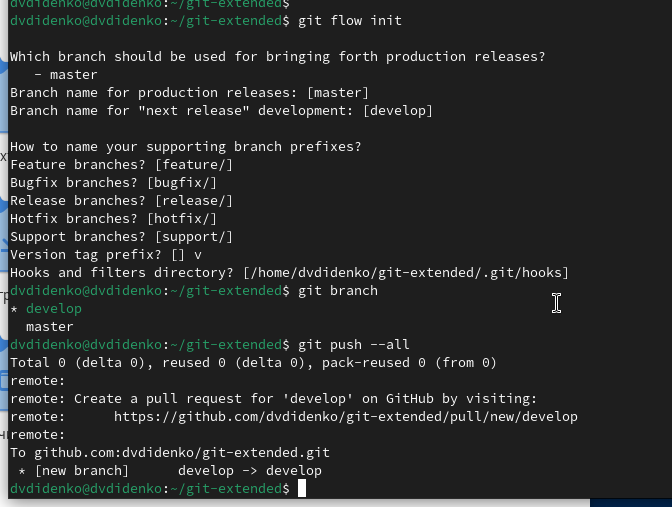 dvdidenko@dvdidenko:~/git-extended$
dvdidenko@dvdidenko:~/git-extended$ git flow init

Which branch should be used for bringing forth production releases?
   - master
Branch name for production releases: [master]
Branch name for "next release" development: [develop]

How to name your supporting branch prefixes?
Feature branches? [feature/]
Bugfix branches? [bugfix/]
Release branches? [release/]
Hotfix branches? [hotfix/]
Support branches? [support/]
Version tag prefix? [] v
Hooks and filters directory? [/home/dvdidenko/git-extended/.git/hooks]
dvdidenko@dvdidenko:~/git-extended$ git branch
* develop
  master
dvdidenko@dvdidenko:~/git-extended$ git push --all
Total 0 (delta 0), reused 0 (delta 0), pack-reused 0 (from 0)
remote:
remote: Create a pull request for 'develop' on GitHub by visiting:
remote:      https://github.com/dvdidenko/git-extended/pull/new/develop
remote:
To github.com:dvdidenko/git-extended.git
 * [new branch]      develop -> develop
dvdidenko@dvdidenko:~/git-extended$